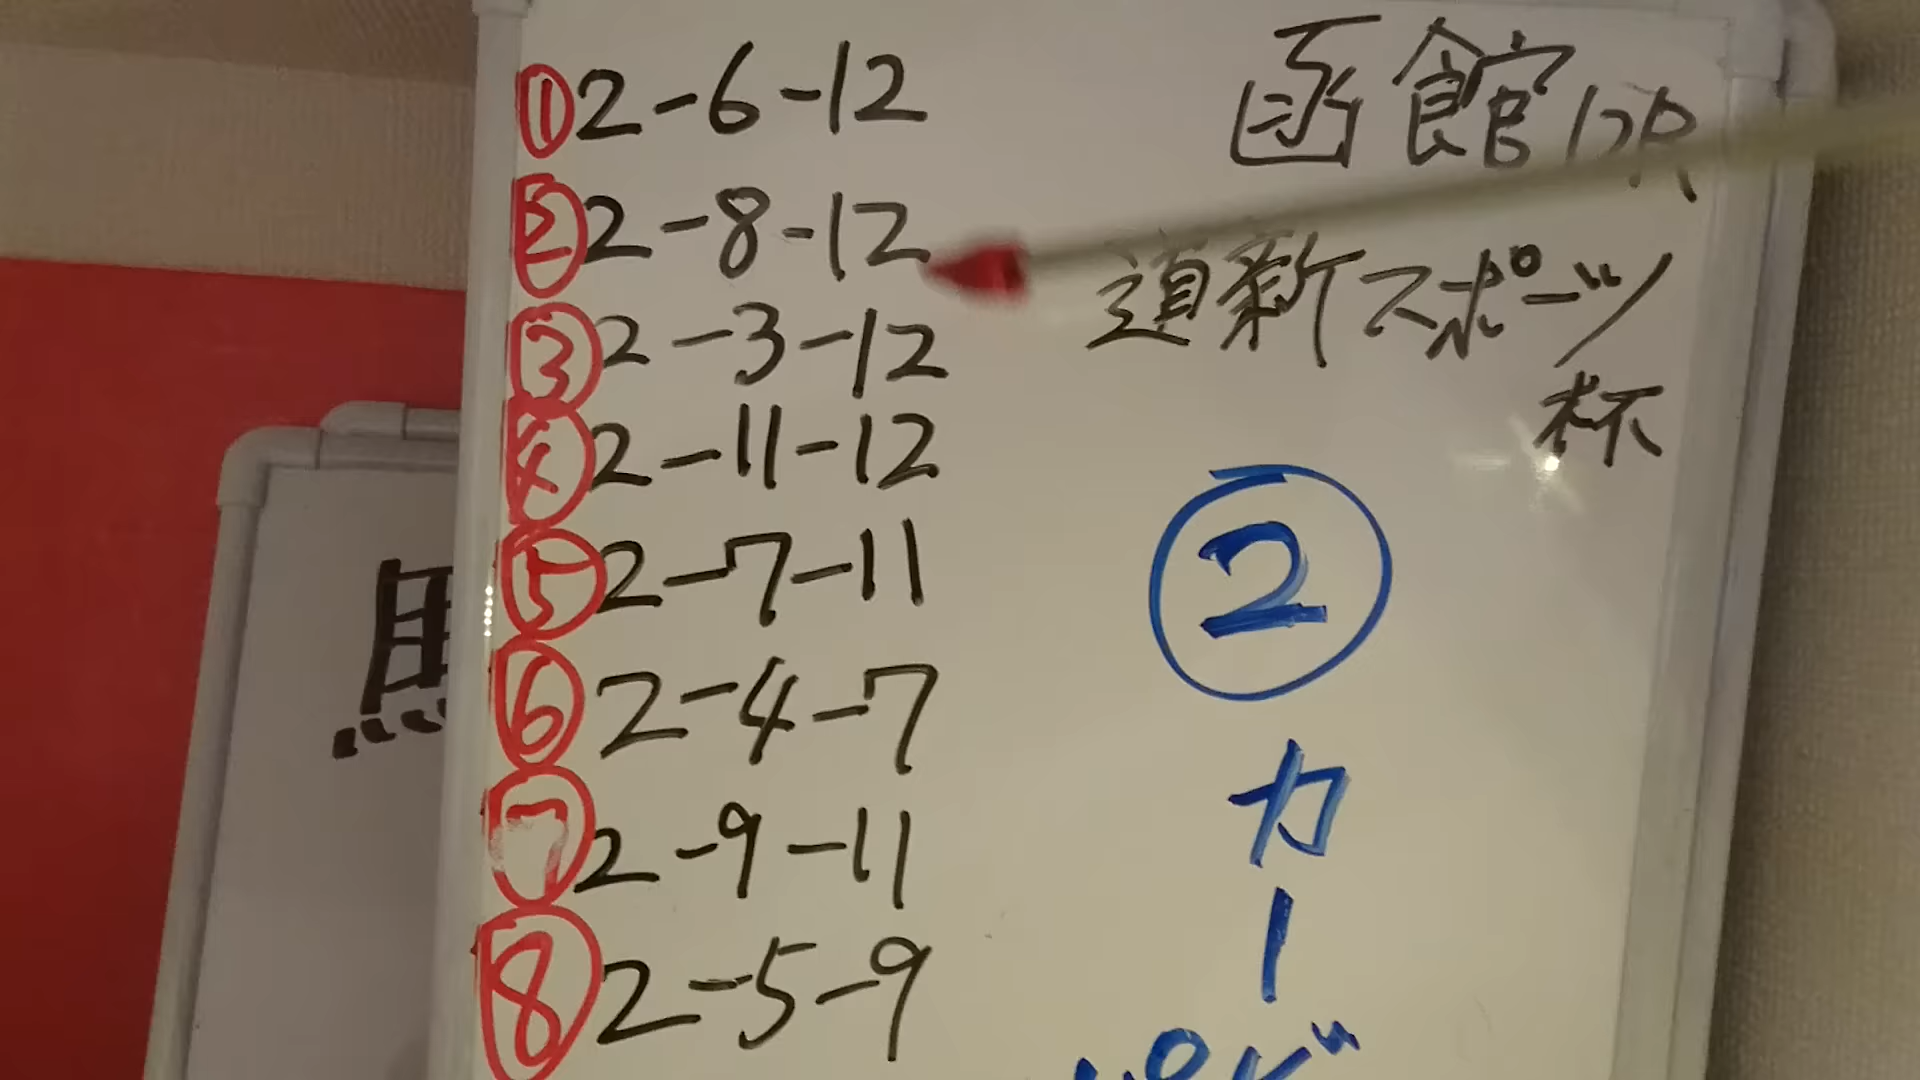 ①2-6-12
②2-8-12
③2-3-12
④2-11-12
⑤2-7-11
⑥2-4-7
⑦2-9-11
⑧2-5-9
函館12R
道新スポーツ
杯
②
カー